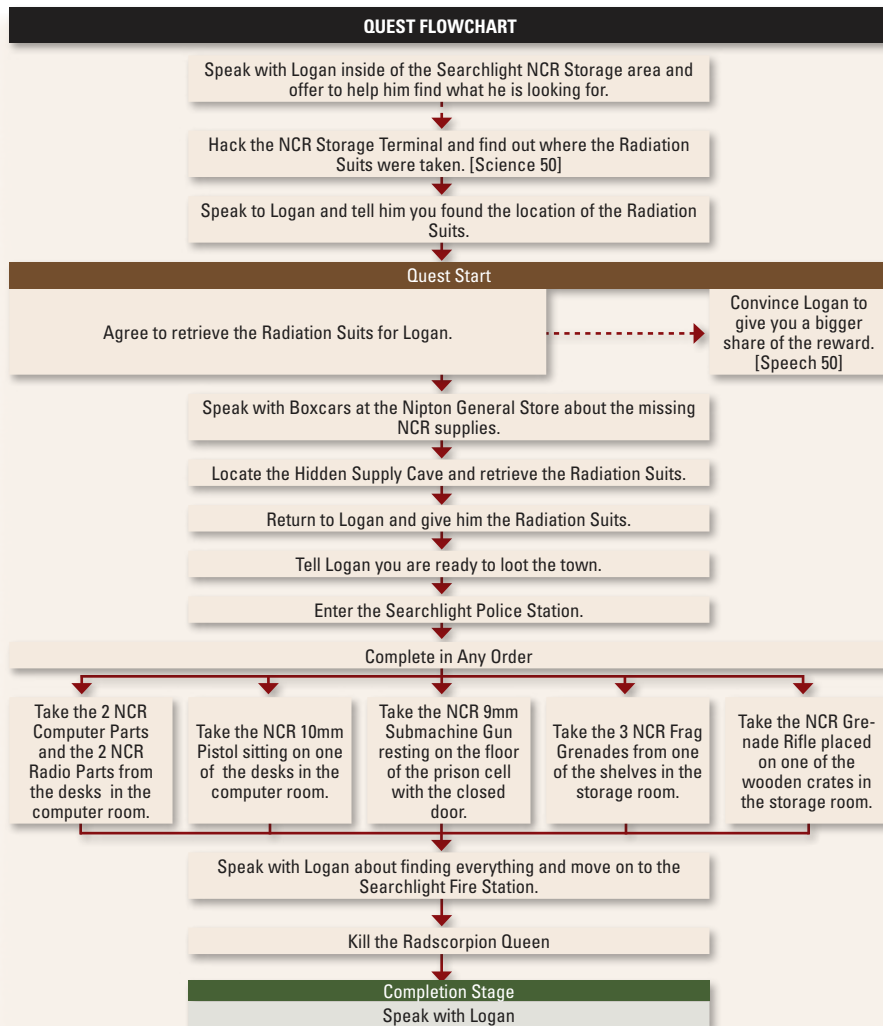 QUEST FLOWCHART
Speak with Logan inside of the Searchlight NCR Storage area and
offer to help him find what he is looking for.
Hack the NCR Storage Terminal and find out where the Radiation
Suits were taken. [Science 50]
Speak to Logan and tell him you found the location of the Radiation
Suits.
Quest Start
Agree to retrieve the Radiation Suits for Logan.
Convince Logan to
give you a bigger
share of the reward.
[Speech 50]
Speak with Boxcars at the Nipton General Store about the missing
NCR supplies.
Locate the Hidden Supply Cave and retrieve the Radiation Suits.
Return to Logan and give him the Radiation Suits.
Tell Logan you are ready to loot the town.
Enter the Searchlight Police Station.
Complete in Any Order
Take the 2 NCR
Computer Parts
and the 2 NCR
Radio Parts from
the desks in the
computer room.
Take the NCR 10mm
Pistol sitting on one
of the desks in the
computer room.
Take the NCR 9mm
Submachine Gun
resting on the floor
of the prison cell
with the closed
door.
Take the 3 NCR Frag
Grenades from one
of the shelves in the
storage room.
Take the NCR Gre-
nade Rifle placed
on one of the
wooden crates in
the storage room.
Speak with Logan about finding everything and move on to the
Searchlight Fire Station.
Kill the Radscorpion Queen
Completion Stage
Speak with Logan